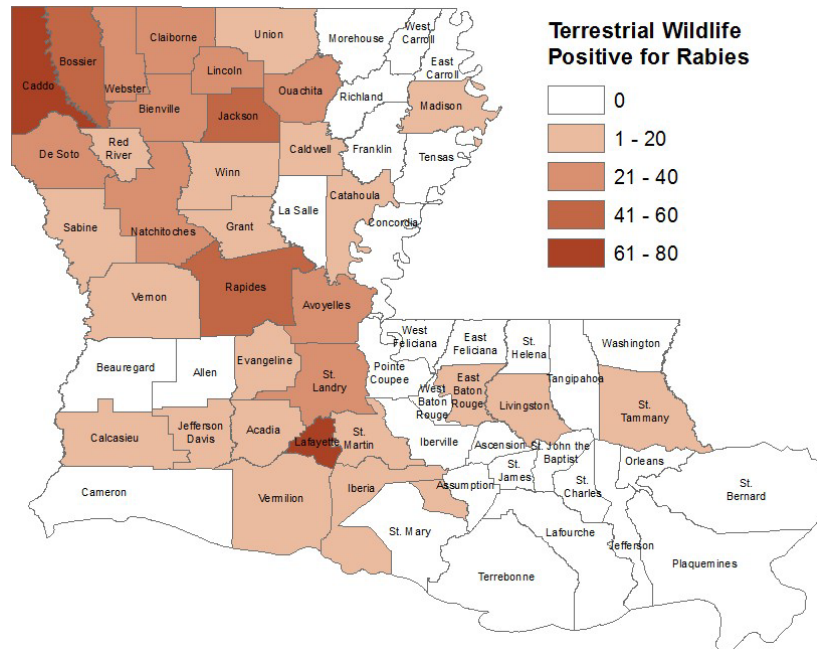 Terrestrial Wildlife
Positive for Rabies
0
1 - 20
21 - 40
41 - 60
61 - 80
Caddo
Bossier
Webster
Claiborne
Union
Morehouse
West
Carroll
East
Carroll
Lincoln
Ouachita
Richland
Madison
Bienville
Jackson
Franklin
Tensas
De Soto
Red
River
Winn
Caldwell
Catahoula
La Salle
Concordia
Sabine
Natchitoches
Grant
Vernon
Rapides
Avoyelles
West
Feliciana
East
Feliciana
St.
Helena
Washington
Beauregard
Allen
Evangeline
St.
Landry
Pointe
Coupee
West
Baton
Rouge
East
Baton
Rouge
Livingston
Tangipahoa
St.
Tammany
Calcasieu
Jefferson
Davis
Acadia
Lafayette
St.
Martin
Iberville
Ascension
St. John the
Baptist
Orleans
St.
Bernard
Cameron
Vermilion
Iberia
Assumption
St.
James
St.
Charles
St. Mary
Lafourche
Jefferson
Plaquemines
Terrebonne